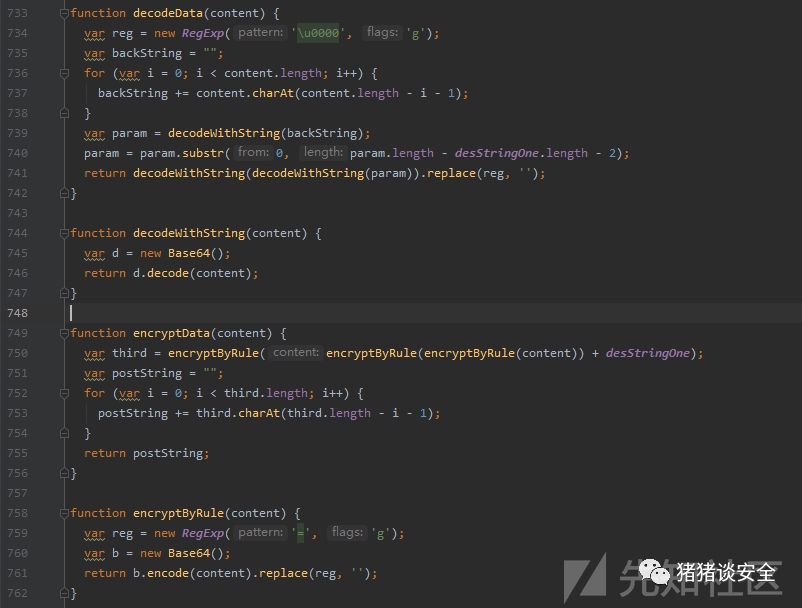 733 function decodeData(content) {
734 var reg = new RegExp( pattern: '\u0000', flags: 'g');
735 var backString = "";
736 for (var i = 0; i < content.length; i++) {
737 backString += content.charAt(content.length - i - 1);
738 }
739 var param = decodeWithString(backString);
740 param = param.substr( from: 0, length: param.length - desStringOne.length - 2);
741 return decodeWithString(decodeWithString(param)).replace(reg, '');
742 }
743
744 function decodeWithString(content) {
745 var d = new Base64();
746 return d.decode(content);
747 }
748
749 function encryptData(content) {
750 var third = encryptByRule( content: encryptByRule(encryptByRule(content)) + desStringOne);
751 var postString = "";
752 for (var i = 0; i < third.length; i++) {
753 postString += third.charAt(third.length - i - 1);
754 }
755 return postString;
756 }
757
758 function encryptByRule(content) {
759 var reg = new RegExp( pattern: '=', flags: 'g');
760 var b = new Base64();
761 return b.encode(content).replace(reg, '');
762 }
先知社区
猪猪谈安全